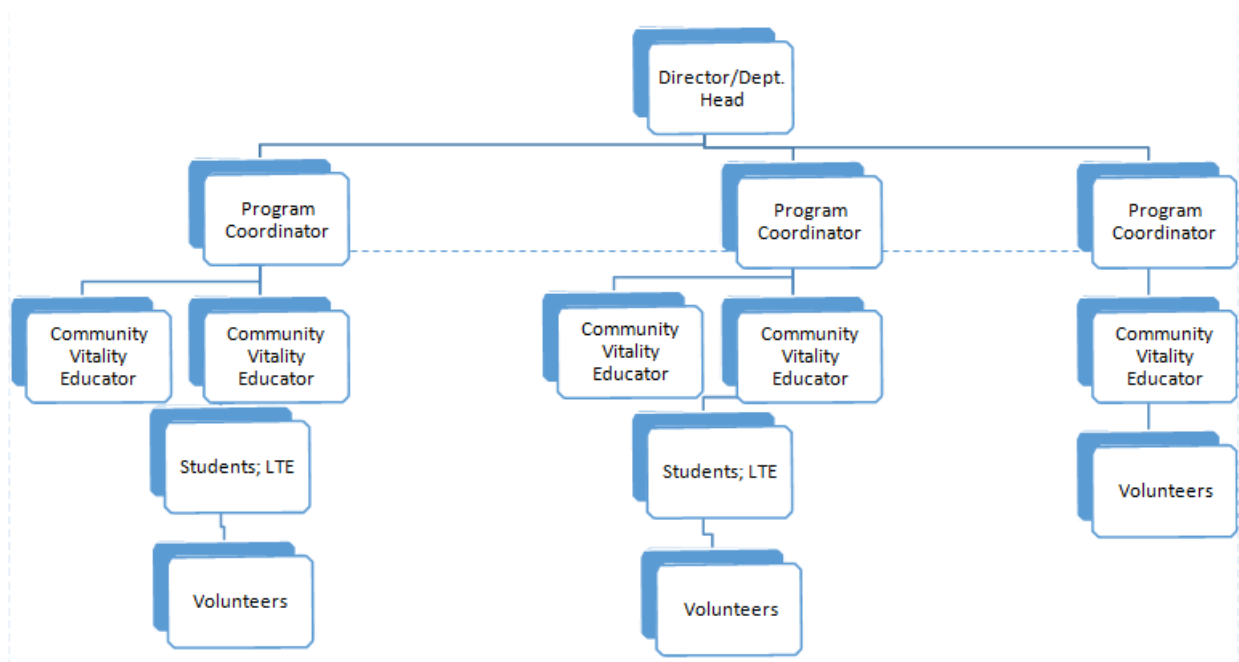 Director/Dept.
Head
Program
Coordinator
Program
Coordinator
Program
Coordinator
Community
Vitality
Educator
Community
Vitality
Educator
Community
Vitality
Educator
Community
Vitality
Educator
Community
Vitality
Educator
Students; LTE
Students; LTE
Volunteers
Volunteers
Volunteers